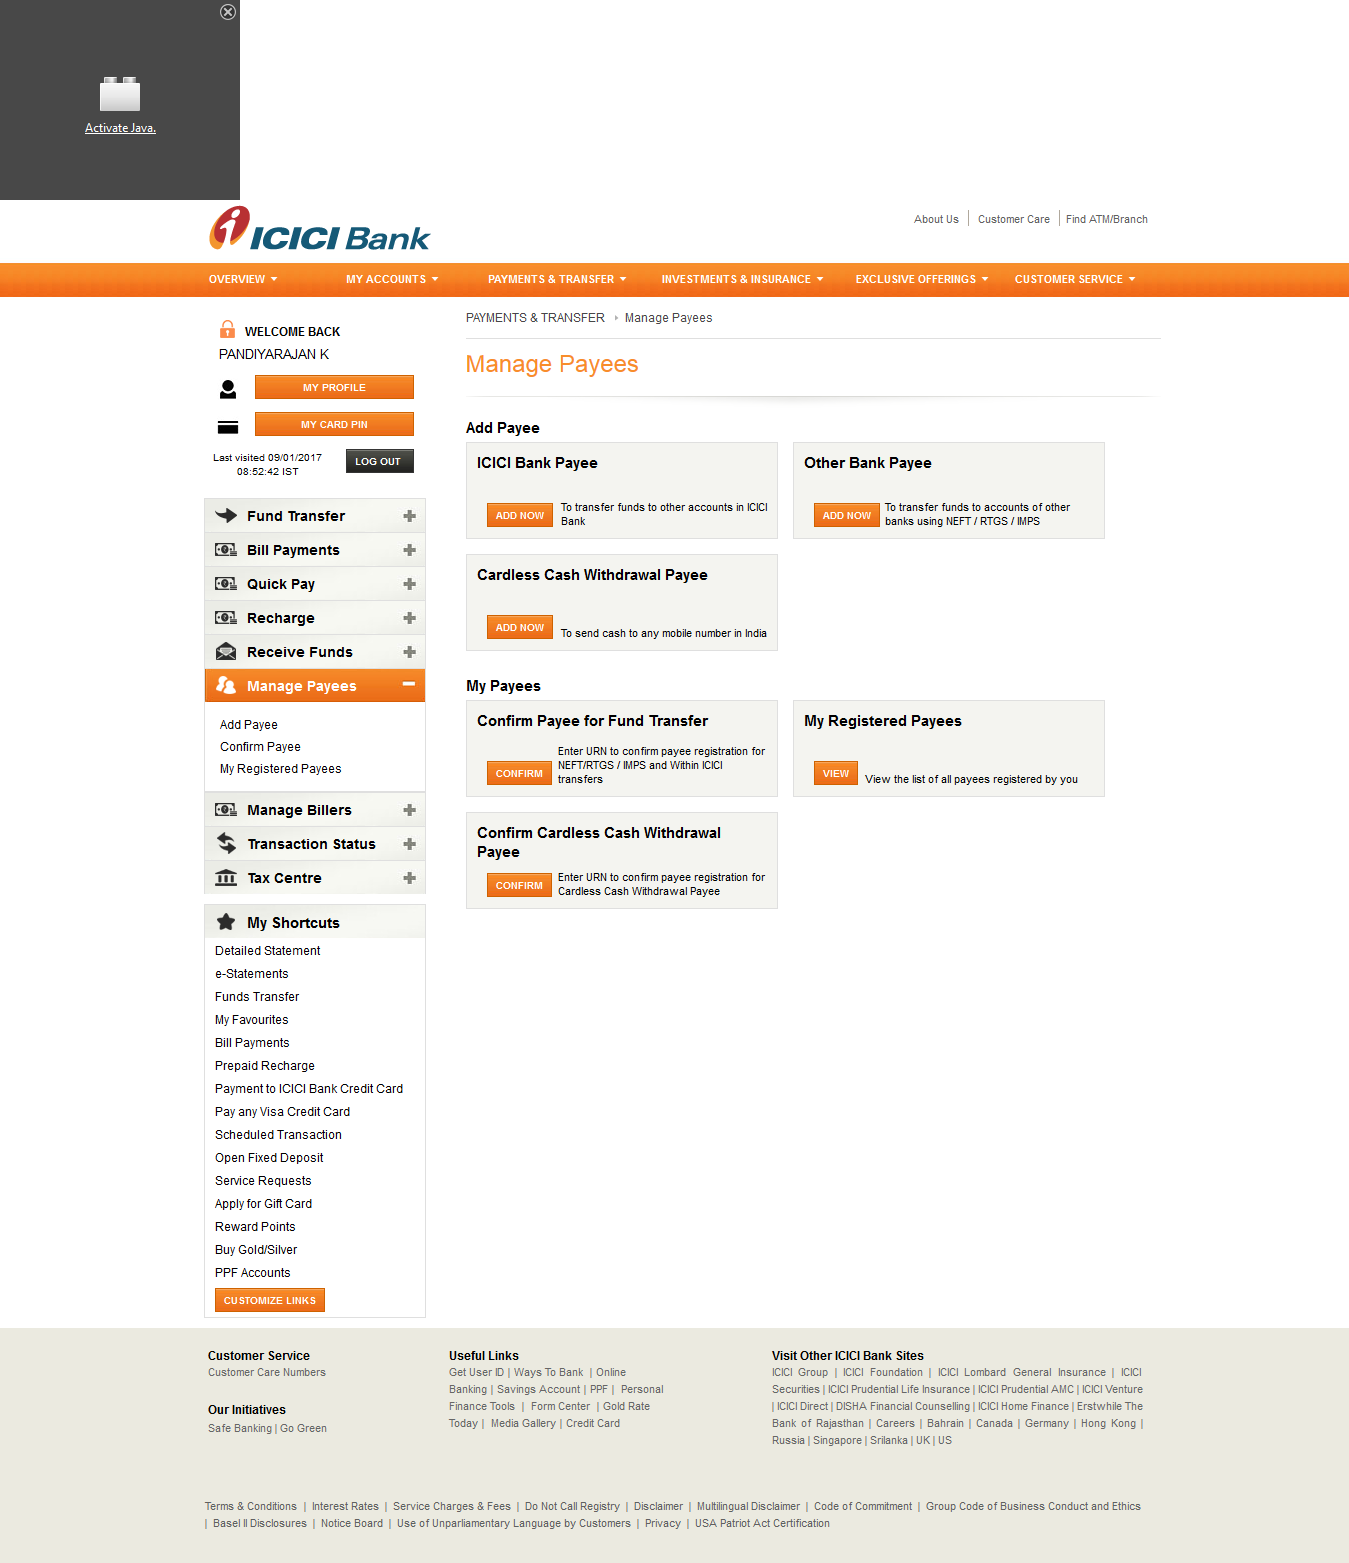 Activate Java.
ICICI Bank
About Us
Customer Care
Find ATM/Branch
OVERVIEW
MY ACCOUNTS
PAYMENTS & TRANSFER
INVESTMENTS & INSURANCE
EXCLUSIVE OFFERINGS
CUSTOMER SERVICE
WELCOME BACK
PANDIYARAJAN K
MY PROFILE
MY CARD PIN
Last visited 09/01/2017
08:52:42 IST
LOG OUT
Fund Transfer
Bill Payments
Quick Pay
Recharge
Receive Funds
Manage Payees
Add Payee
Confirm Payee
My Registered Payees
Manage Billers
Transaction Status
Tax Centre
My Shortcuts
Detailed Statement
e-Statements
Funds Transfer
My Favourites
Bill Payments
Prepaid Recharge
Payment to ICICI Bank Credit Card
Pay any Visa Credit Card
Scheduled Transaction
Open Fixed Deposit
Service Requests
Apply for Gift Card
Reward Points
Buy Gold/Silver
PPF Accounts
CUSTOMIZE LINKS
PAYMENTS & TRANSFER Manage Payees
Manage Payees
Add Payee
ICICI Bank Payee
ADD NOW
To transfer funds to other accounts in ICICI
Bank
Other Bank Payee
ADD NOW
To transfer funds to accounts of other
banks using NEFT / RTGS / IMPS
Cardless Cash Withdrawal Payee
ADD NOW
To send cash to any mobile number in India
My Payees
Confirm Payee for Fund Transfer
CONFIRM
Enter URN to confirm payee registration for
NEFT/RTGS / IMPS and Within ICICI
transfers
My Registered Payees
VIEW
View the list of all payees registered by you
Confirm Cardless Cash Withdrawal
Payee
CONFIRM
Enter URN to confirm payee registration for
Cardless Cash Withdrawal Payee
Customer Service
Customer Care Numbers
Our Initiatives
Safe Banking | Go Green
Useful Links
Get User ID | Ways To Bank | Online
Banking | Savings Account | PPF | Personal
Finance Tools | Form Center | Gold Rate
Today | Media Gallery | Credit Card
Visit Other ICICI Bank Sites
ICICI Group | ICICI Foundation | ICICI Lombard General Insurance | ICICI
Securities | ICICI Prudential Life Insurance | ICICI Prudential AMC | ICICI Venture
| ICICI Direct | DISHA Financial Counselling | ICICI Home Finance | Erstwhile The
Bank of Rajasthan | Careers | Bahrain | Canada | Germany | Hong Kong |
Russia | Singapore | Srilanka | UK | US
Terms & Conditions | Interest Rates | Service Charges & Fees | Do Not Call Registry | Disclaimer | Multilingual Disclaimer | Code of Commitment | Group Code of Business Conduct and Ethics
| Basel II Disclosures | Notice Board | Use of Unparliamentary Language by Customers | Privacy | USA Patriot Act Certification